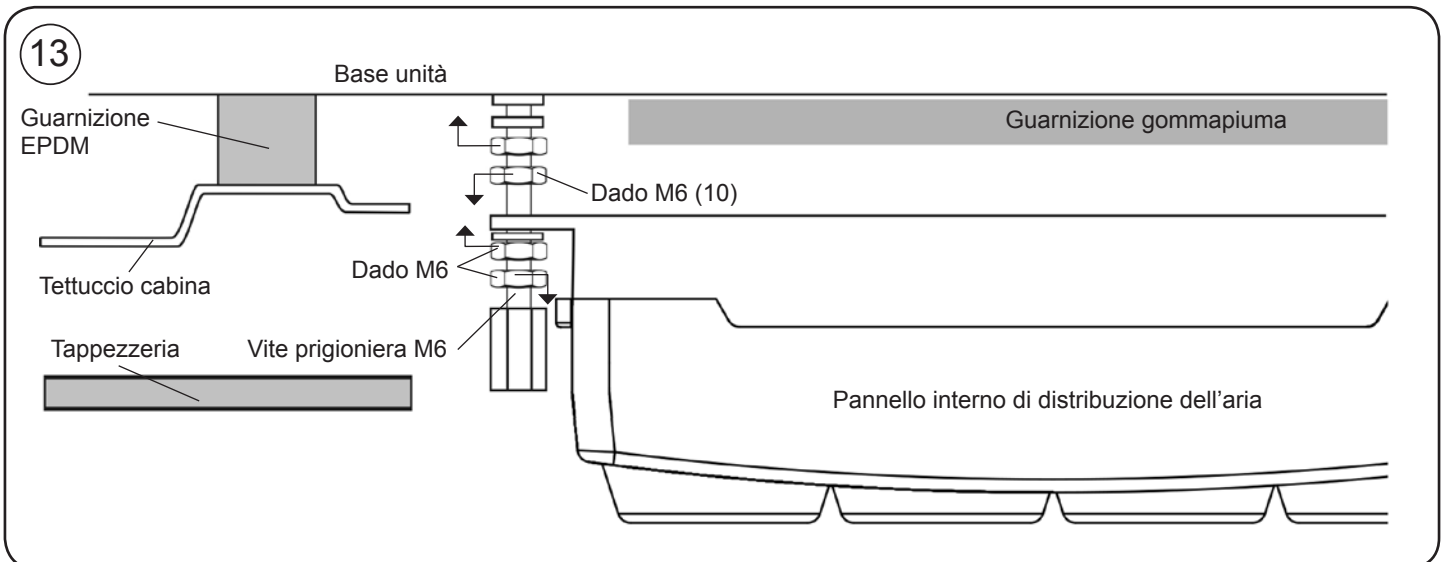 13
Base unità
Guarnizione
EPDM
Guarnizione gommapiuma
Dado M6 (10)
Dado M6
Tettuccio cabina
Tappezzeria
Vite prigioniera M6
Pannello interno di distribuzione dell’aria